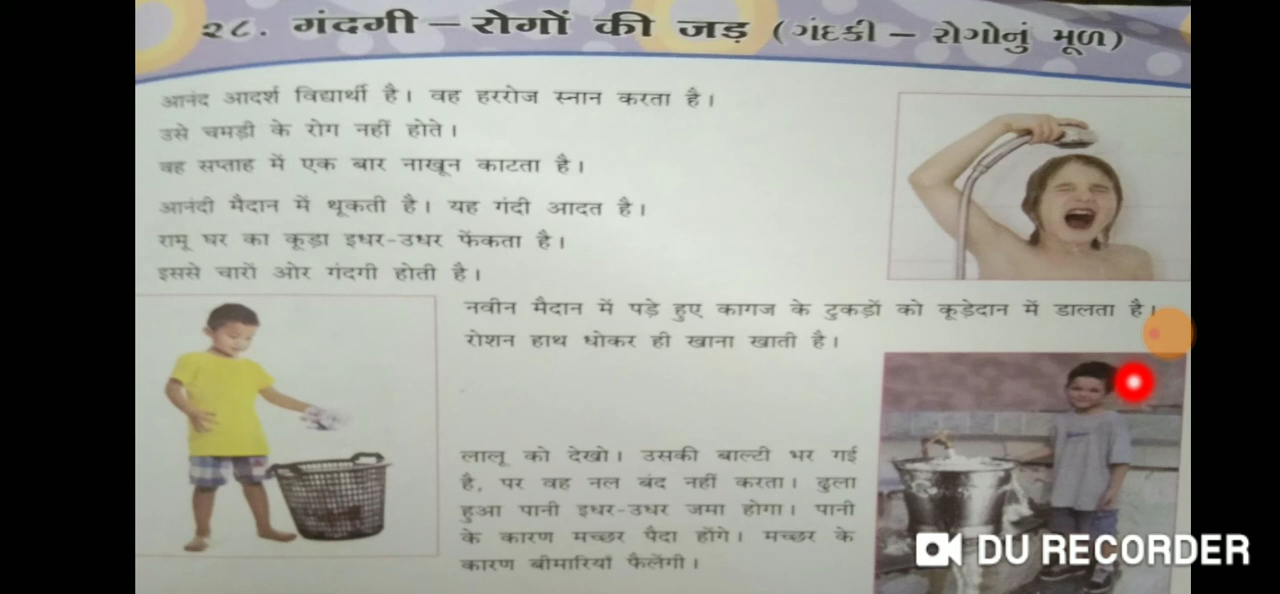 २८. गंदगी – रोगों की जड़ (ગંદકી – રોગોનું મૂળ)
आनंद आदर्श विद्यार्थी है। वह हररोज स्नान करता है।
उसे चमड़ी के रोग नहीं होते।
वह सप्ताह में एक बार नाखून काटता है।
आनंदी मैदान में थूकती है। यह गंदी आदत है।
रामू घर का कूड़ा इधर-उधर फेंकता है।
इससे चारों ओर गंदगी होती है।
नवीन मैदान में पड़े हुए कागज के टुकड़ों को कूड़ेदान में डालता है।
रोशन हाथ धोकर ही खाना खाती है।
लालू को देखो। उसकी बाल्टी भर गई
है, पर वह नल बंद नहीं करता। ढुला
हुआ पानी इधर-उधर जमा होगा। पानी
के कारण मच्छर पैदा होंगे। मच्छर के
कारण बीमारियाँ फैलेंगी।
DU RECORDER